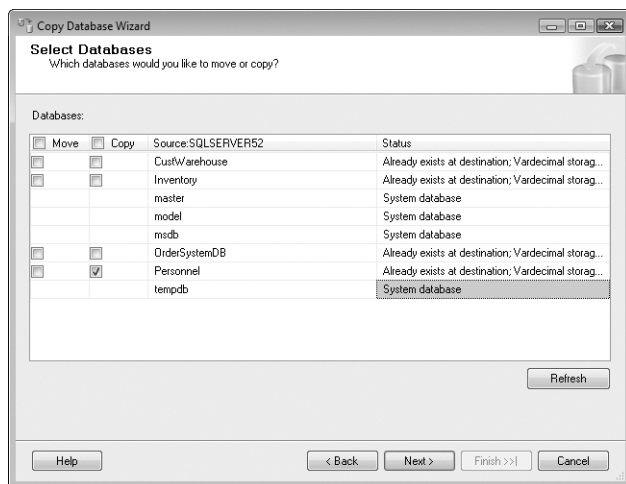 Copy Database Wizard
Select Databases
Which databases would you like to move or copy?
Databases:
Move Copy Source:SQLSERVER52 Status
CustWarehouse Already exists at destination; Vardecimal storag...
Inventory Already exists at destination; Vardecimal storag...
master System database
model System database
msdb System database
OrderSystemDB Already exists at destination; Vardecimal storag...
Personnel Already exists at destination; Vardecimal storag...
tempdb System database
Refresh
Help < Back Next > Finish >>| Cancel